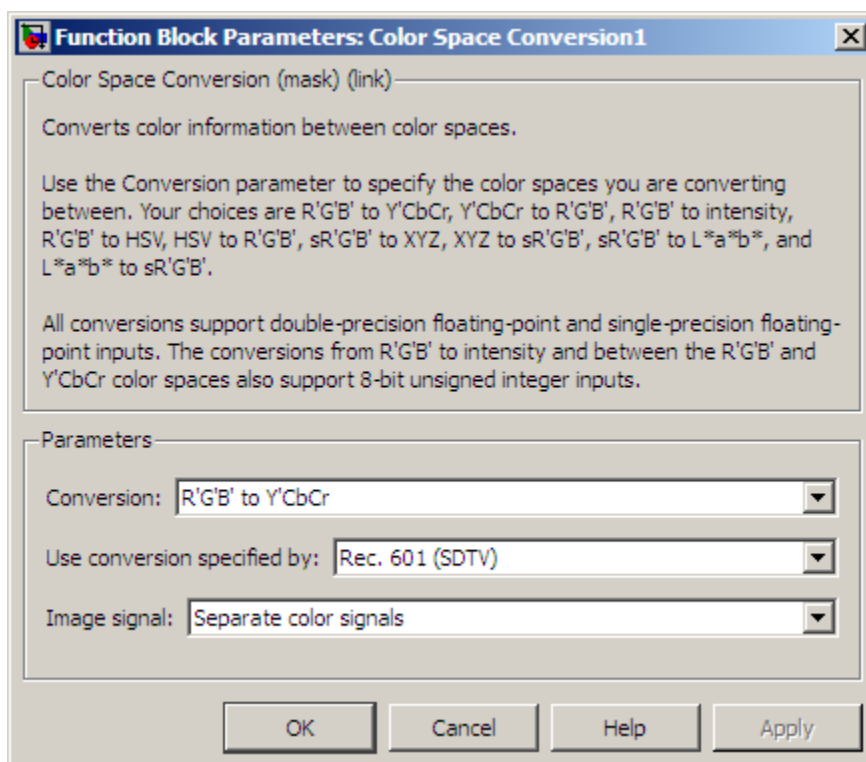 Function Block Parameters: Color Space Conversion1
Color Space Conversion (mask) (link)
Converts color information between color spaces.
Use the Conversion parameter to specify the color spaces you are converting
between. Your choices are R'G'B' to Y'CbCr, Y'CbCr to R'G'B', R'G'B' to intensity,
R'G'B' to HSV, HSV to R'G'B', sR'G'B' to XYZ, XYZ to sR'G'B', sR'G'B' to L*a*b*, and
L*a*b* to sR'G'B'.
All conversions support double-precision floating-point and single-precision floating-
point inputs. The conversions from R'G'B' to intensity and between the R'G'B' and
Y'CbCr color spaces also support 8-bit unsigned integer inputs.
Parameters
Conversion: R'G'B' to Y'CbCr
Use conversion specified by: Rec. 601 (SDTV)
Image signal: Separate color signals
OK Cancel Help Apply